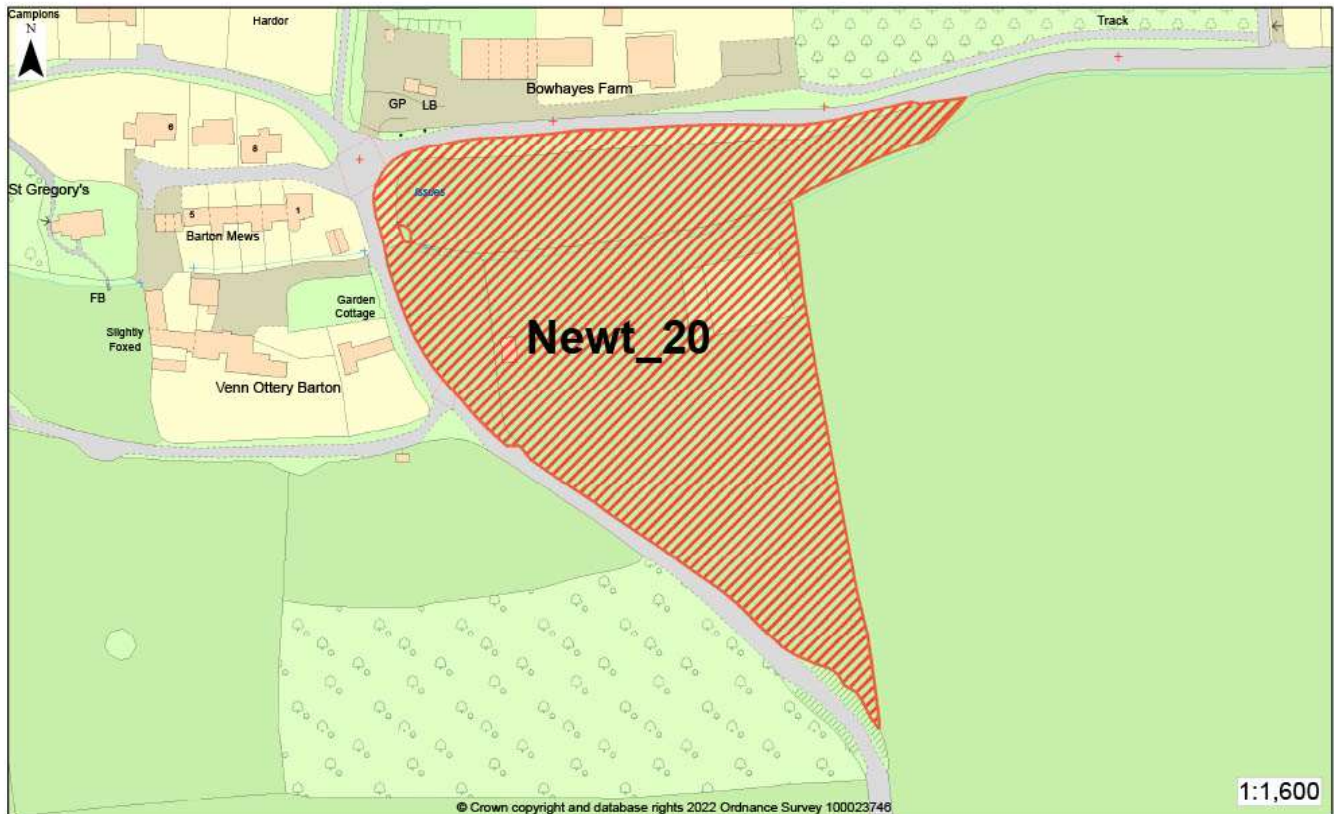 Campions
N
Hardor
Track
Bowhayes Farm
GP LB
6
8
St Gregory's
Issues
5
1
Barton Mews
FB
Garden
Cottage
Slightly
Foxed
Newt_20
Venn Ottery Barton
© Crown copyright and database rights 2022 Ordnance Survey 100023746
1:1,600